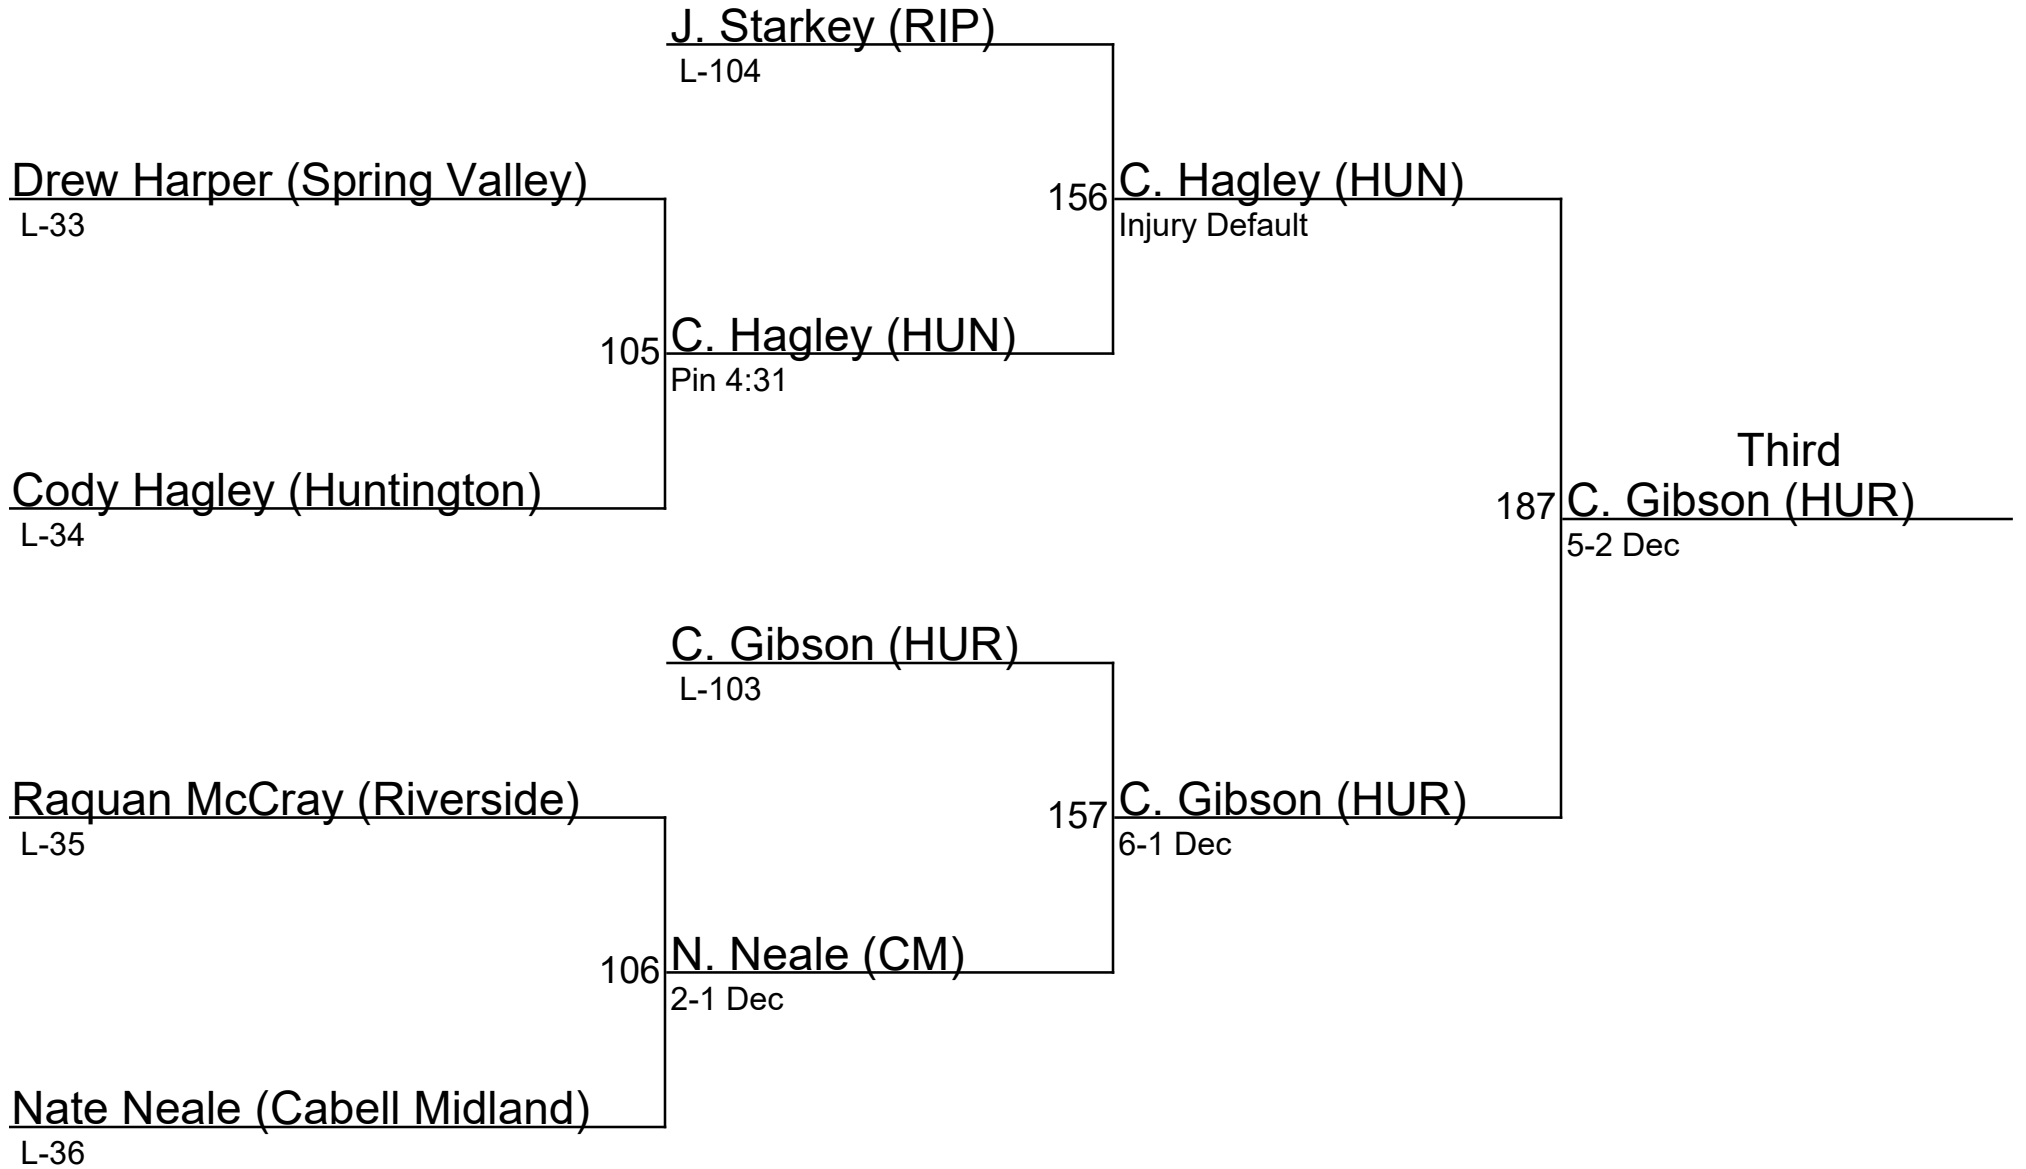 J. Starkey (RIP)
L-104
Drew Harper (Spring Valley)
L-33
156
C. Hagley (HUN)
Injury Default
105
C. Hagley (HUN)
Pin 4:31
Third
Cody Hagley (Huntington)
L-34
187
C. Gibson (HUR)
5-2 Dec
C. Gibson (HUR)
L-103
Raquan McCray (Riverside)
L-35
157
C. Gibson (HUR)
6-1 Dec
106
N. Neale (CM)
2-1 Dec
Nate Neale (Cabell Midland)
L-36